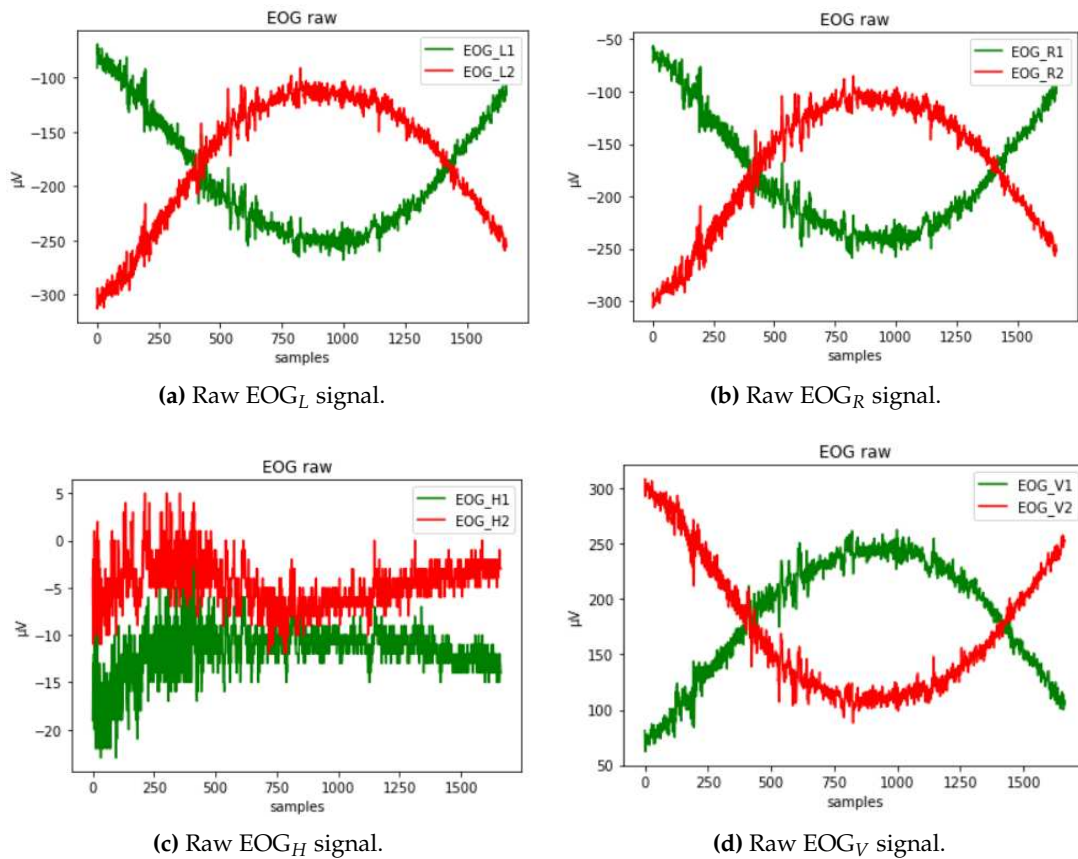 EOG raw
EOG_L1
EOG_L2
−100
−150
−200
−250
−300
μV
0 250 500 750 1000 1250 1500
samples
(a) Raw EOG_L signal.
EOG raw
EOG_R1
EOG_R2
−50
−100
−150
−200
−250
−300
μV
0 250 500 750 1000 1250 1500
samples
(b) Raw EOG_R signal.
EOG raw
EOG_H1
EOG_H2
5
0
−5
−10
−15
−20
μV
0 250 500 750 1000 1250 1500
samples
(c) Raw EOG_H signal.
EOG raw
EOG_V1
EOG_V2
300
250
200
150
100
50
μV
0 250 500 750 1000 1250 1500
samples
(d) Raw EOG_V signal.